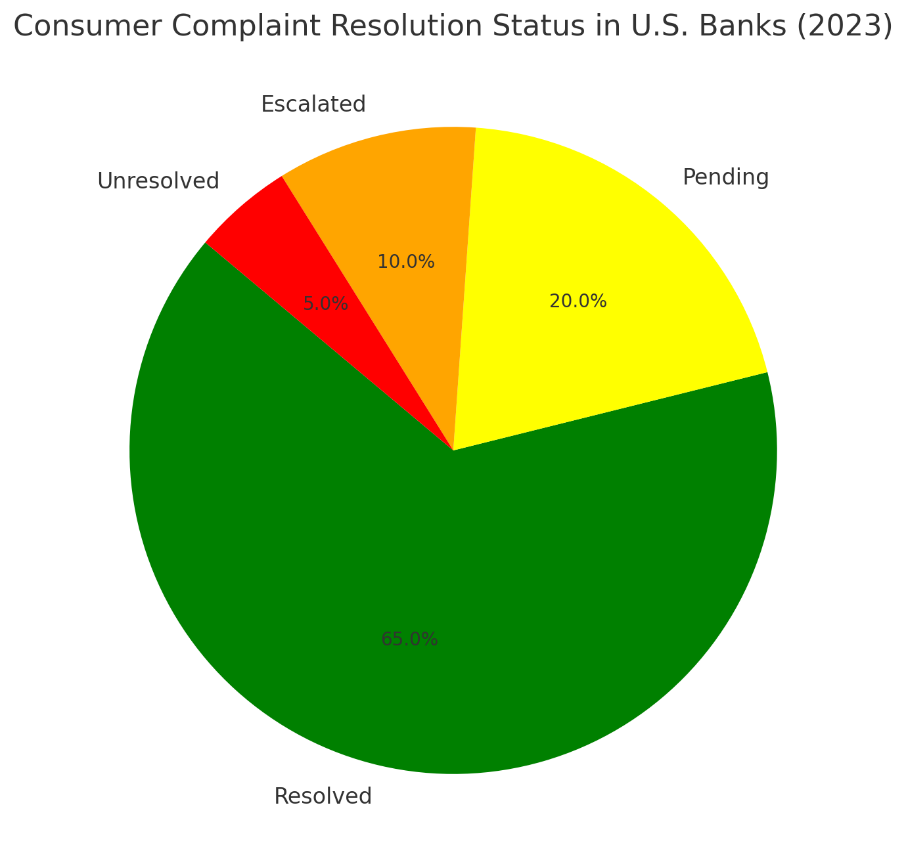 Consumer Complaint Resolution Status in U.S. Banks (2023)
Escalated
Pending
Unresolved
10.0%
20.0%
5.0%
65.0%
Resolved